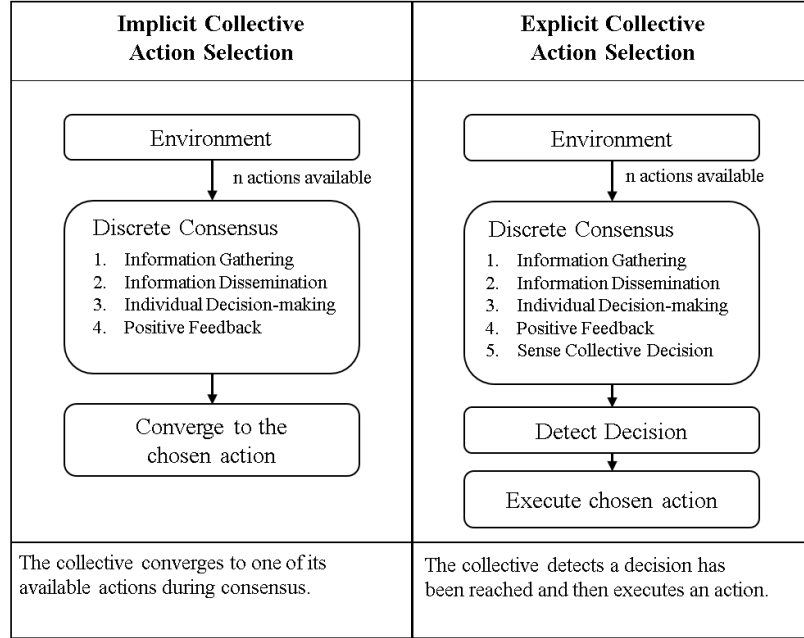 Implicit Collective
Action Selection
Environment
n actions available
Discrete Consensus
1. Information Gathering
2. Information Dissemination
3. Individual Decision-making
4. Positive Feedback
Converge to the
chosen action
The collective converges to one of its
available actions during consensus.
Explicit Collective
Action Selection
Environment
n actions available
Discrete Consensus
1. Information Gathering
2. Information Dissemination
3. Individual Decision-making
4. Positive Feedback
5. Sense Collective Decision
Detect Decision
Execute chosen action
The collective detects a decision has
been reached and then executes an action.